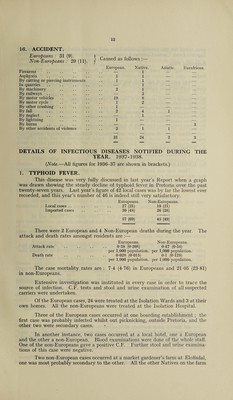 53
10. ACCIDENT.
Europeans : 31 (9).
Non-Europeans : 29 (11).
Caused as follows :—
European. Native. Asiatic. Eurafrican.
Firearms
Asphyxia
By cutting or piercing instruments
In quarries
By machinery
By railways
By motor vehicles
By motor cycle
By other crushing
By fall
By neglect
By lightning
By burns
By other accidents of violence
DETAILS OF INFECTIOUS DISEASES NOTIFIED DURING THE
YEAR. 1937-1938.
(Note.—All figures for 1936-37 are shown in brackets.)
1. TYPHOID FEVER.
This disease was very fully discussed in last year's Report when a graph
was drawn showing the steady decline of typhoid fever in Pretoria over the past
twenty-seven years. Last year's figure of 42 local cases was by far the lowest ever
recorded, and this year's number of 46 is indeed still very satisfactory.
Europeans. Non-Europeans.
Local cases
Imported cases
There were 2 European and 4 Non-European deaths during the year. The
attack and death rates amongst residents are :—
Europeans. Non-Europeans.
Attack rate
per 1,000 population. per 1,000 population.
Death rate
per 1,000 population. per 1,000 population.
The case mortality rates are 7·4 (4·76) in Europeans and 21·05 (23·81)
in non-Europeans.
Extensive investigation was instituted in every case in order to trace the
source of infection. C.F. tests and stool and urine examination of all suspected
carriers were undertaken.
Of the European cases, 24 were treated at the Isolation Wards and 3 at their
own homes. All the non-Europeans were treated at the Isolation Hospital.
Three of the European cases occurred at one boarding establishment ; the
first case was probably infected whilst out picknicking, outside Pretoria, and the
other two were secondary cases.
In another instance, two cases occurred at a local hotel, one a European
and the other a non-European. Blood examinations were done of the whole staff.
One of the non-Europeans gave a positive C.F. Further stool and urine examina-
tions of this case were negative.
Two non-European cases occurred at a market gardener's farm at Eloffsdal,
one was most probably secondary to the other. All the other Natives on the farm